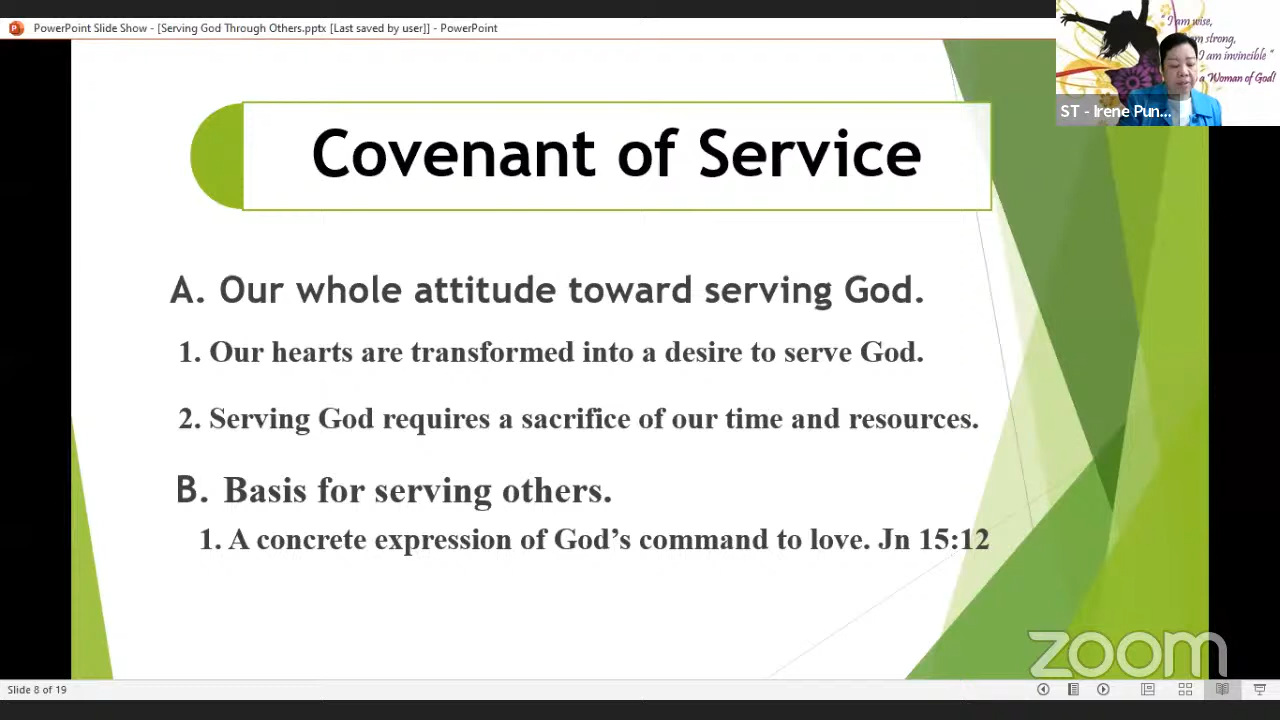 PowerPoint Slide Show - [Serving God Through Others.pptx [Last saved by user]] - PowerPoint
"I am wise,
am strong,
I am invincible"
a Woman of God!
ST - Irene Pun...
Covenant of Service
A. Our whole attitude toward serving God.
1. Our hearts are transformed into a desire to serve God.
2. Serving God requires a sacrifice of our time and resources.
B. Basis for serving others.
1. A concrete expression of God’s command to love. Jn 15:12
zoom
Slide 8 of 19